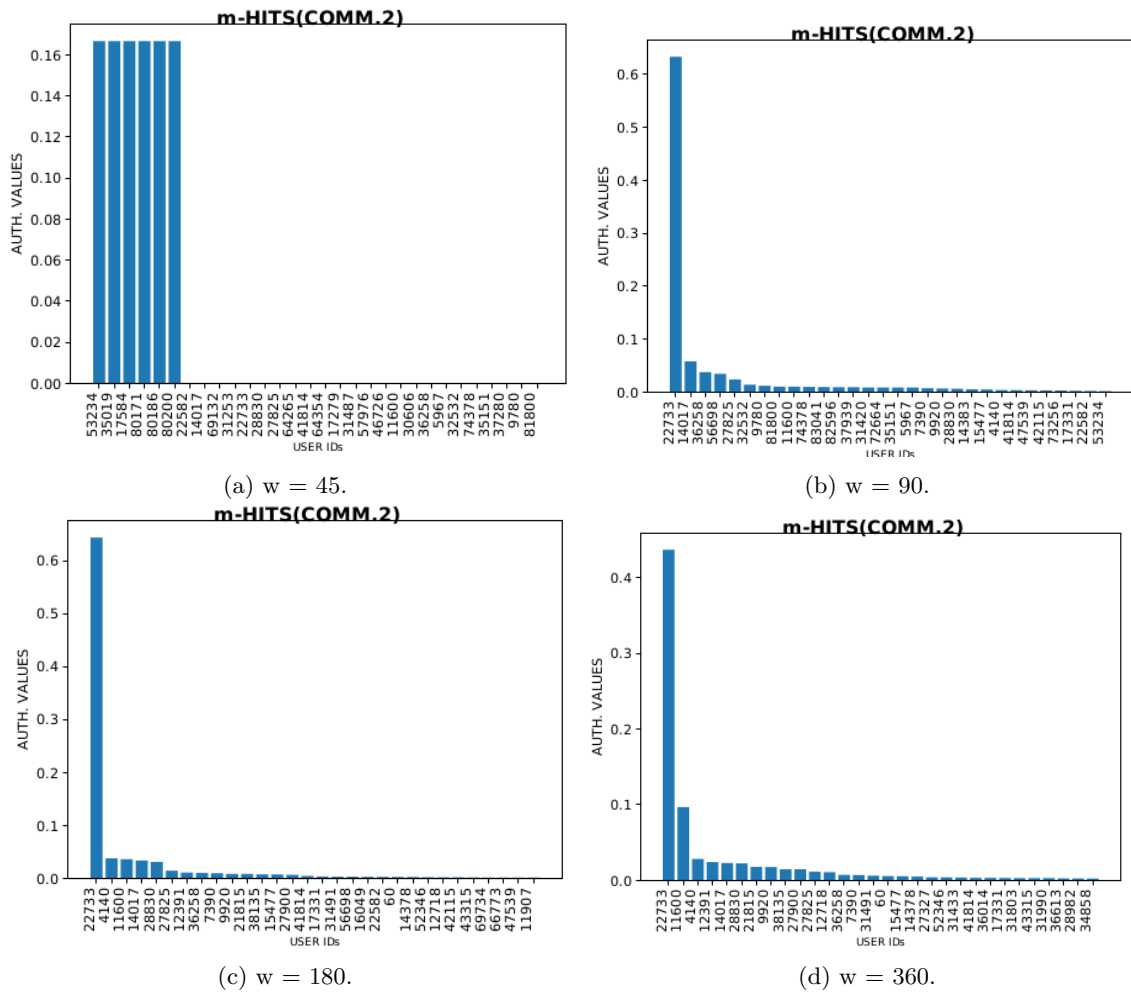 m-HITS(COMM.2)
AUTH. VALUES
0.16
0.14
0.12
0.10
0.08
0.06
0.04
0.02
0.00
53234 35019 17584 80171 80186 80200 22582 14017 69132 31253 22733 28830 27825 64265 41814 64354 17279 31487 57976 46726 11600 30606 36258 5967 32532 74378 35151 37280 9780 81800
USER IDs
(a) w = 45.
m-HITS(COMM.2)
AUTH. VALUES
0.6
0.5
0.4
0.3
0.2
0.1
0.0
22733 14017 36258 56698 27825 32532 9780 81800 11600 74378 83041 82596 37939 31420 72664 35151 5967 7390 9920 28830 14383 15477 4140 41814 47539 42115 73256 17331 22582 53234
USER IDs
(b) w = 90.
m-HITS(COMM.2)
AUTH. VALUES
0.6
0.5
0.4
0.3
0.2
0.1
0.0
22733 4140 11600 14017 28830 27825 12391 36258 7390 9920 21815 38135 15477 27900 41814 17331 31491 56698 16049 22582 60 14378 52346 12718 42115 43315 69734 66773 47539 11907
USER IDs
(c) w = 180.
m-HITS(COMM.2)
AUTH. VALUES
0.4
0.3
0.2
0.1
0.0
22733 11600 4140 12391 14017 28830 21815 9920 38135 27900 27825 12718 36258 7390 31491 60 15477 14378 27327 52346 31433 41814 36014 17331 31803 43315 31990 36613 28982 34858
USER IDs
(d) w = 360.